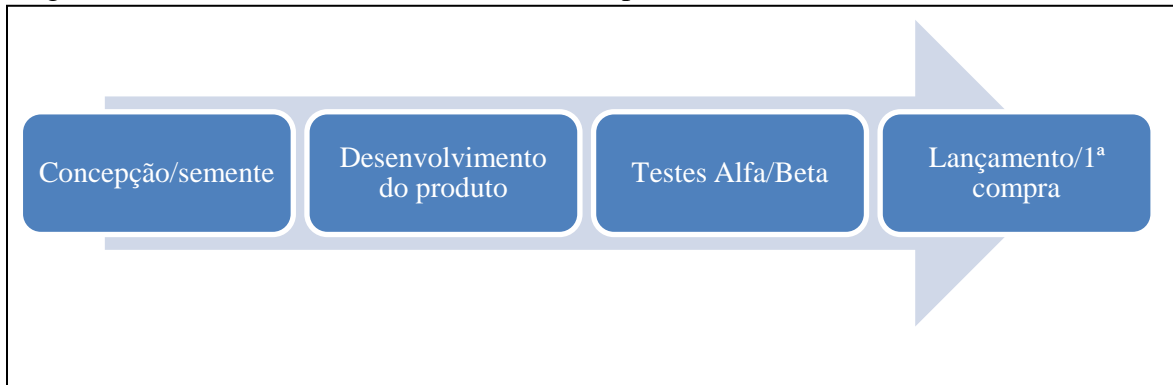 Concepção/semente
Desenvolvimento
do produto
Testes Alfa/Beta
Lançamento/1ª
compra